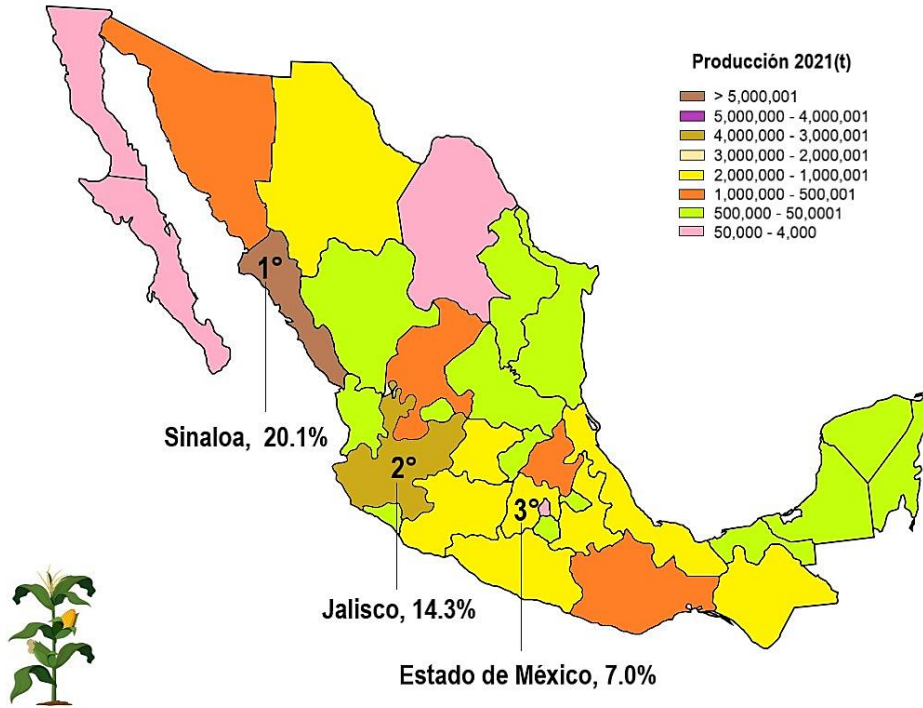 Producción 2021(t)
> 5,000,001
5,000,000 - 4,000,001
4,000,000 - 3,000,001
3,000,000 - 2,000,001
2,000,000 - 1,000,001
1,000,000 - 500,001
500,000 - 50,0001
50,000 - 4,000
1°
Sinaloa, 20.1%
2°
3°
Jalisco, 14.3%
Estado de México, 7.0%